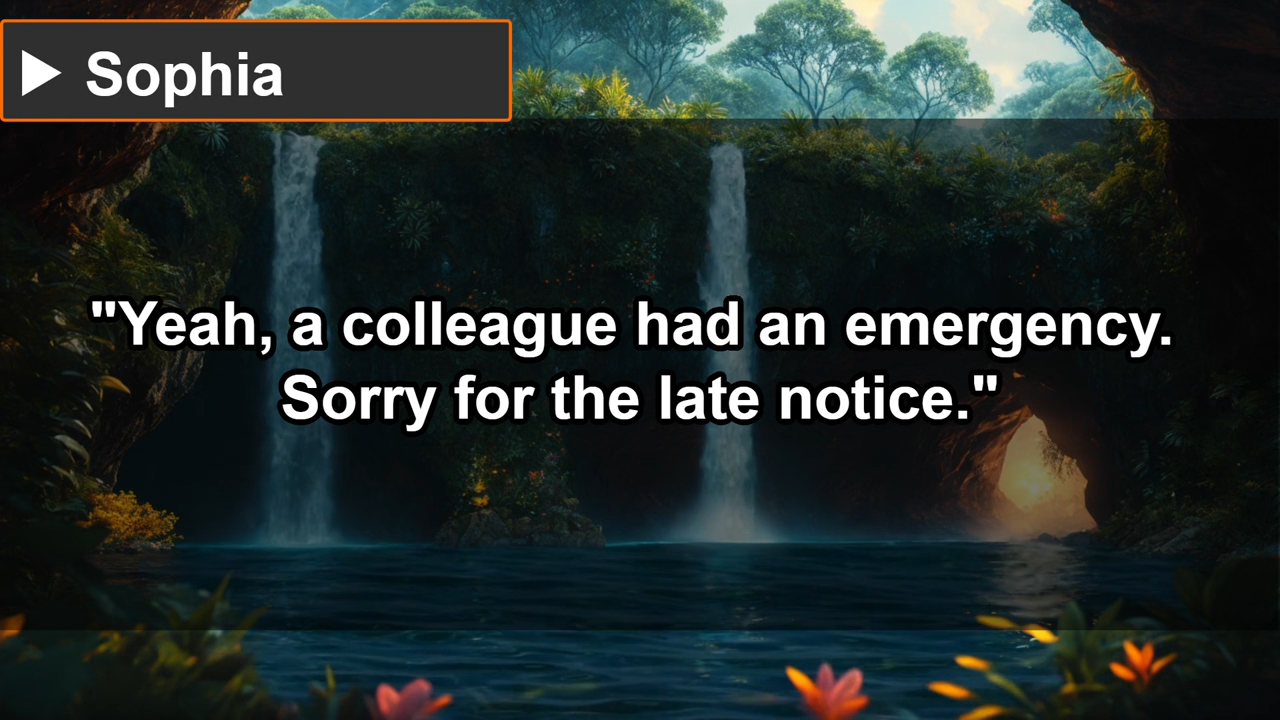 Sophia
"Yeah, a colleague had an emergency.
Sorry for the late notice."